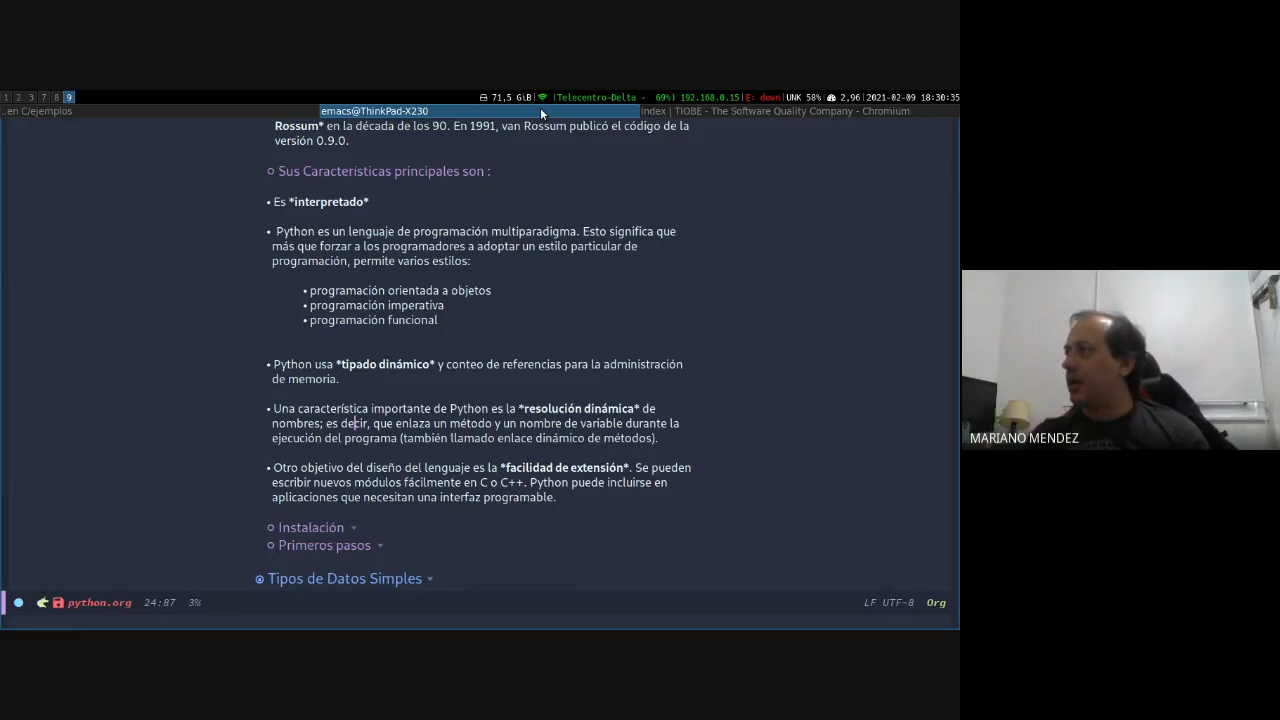 1 2 3 7 8 9
71,5 GiB| |Telecentro-Delta - 69%) 192.168.0.15|E: down|UNK 58%| 2,96|2021-02-09 18:30:35
..en C/ejemplos
emacs@ThinkPad-X230
index | TIOBE - The Software Quality Company - Chromium
Rossum* en la década de los 90. En 1991, van Rossum publicó el código de la
versión 0.9.0.
Sus Características principales son :
• Es *interpretado*
• Python es un lenguaje de programación multiparadigma. Esto significa que
más que forzar a los programadores a adoptar un estilo particular de
programación, permite varios estilos:
• programación orientada a objetos
• programación imperativa
• programación funcional
• Python usa *tipado dinámico* y conteo de referencias para la administración
de memoria.
• Una característica importante de Python es la *resolución dinámica* de
nombres; es decir, que enlaza un método y un nombre de variable durante la
ejecución del programa (también llamado enlace dinámico de métodos).
• Otro objetivo del diseño del lenguaje es la *facilidad de extensión*. Se pueden
escribir nuevos módulos fácilmente en C o C++. Python puede incluirse en
aplicaciones que necesitan una interfaz programable.
Instalación
Primeros pasos
Tipos de Datos Simples
python.org 24:87 3%
LF UTF-8 Org
MARIANO MENDEZ